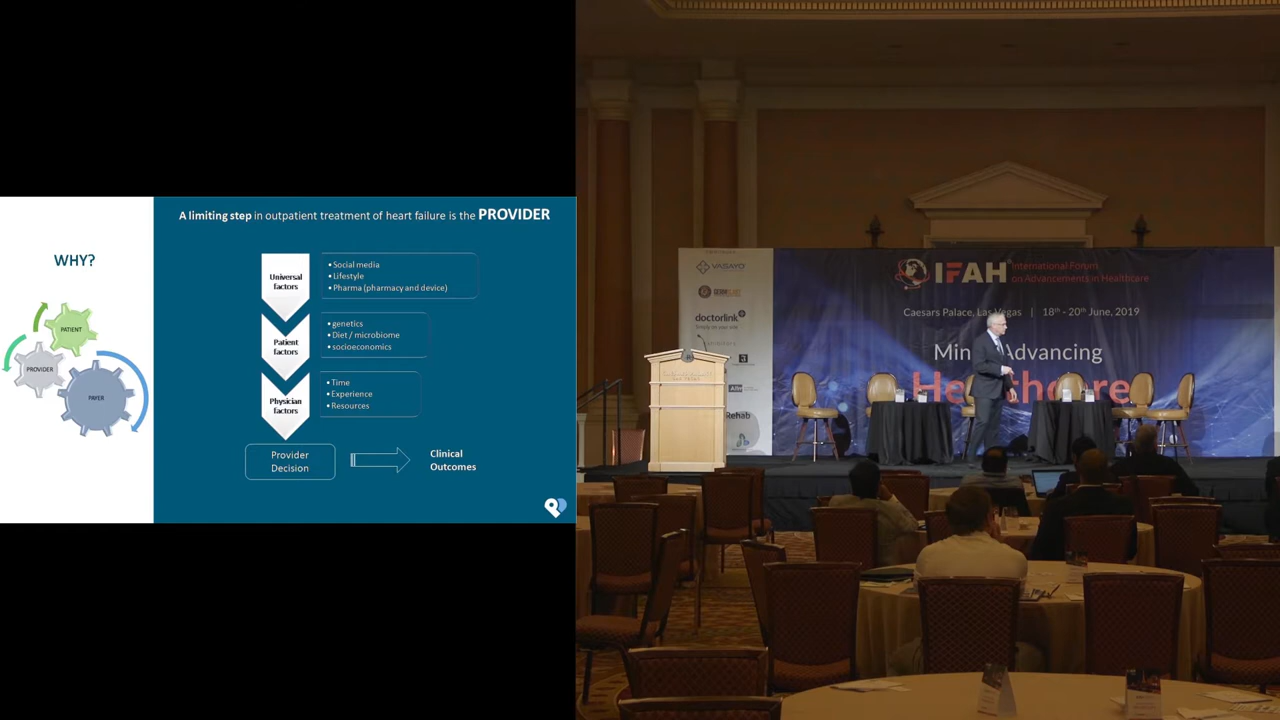 A limiting step in outpatient treatment of heart failure is the PROVIDER
WHY?
PATIENT
PROVIDER
PAYER
Universal
factors
• Social media
• Lifestyle
• Pharma (pharmacy and device)
Patient
factors
• genetics
• Diet / microbiome
• socioeconomics
Physician
factors
• Time
• Experience
• Resources
Provider
Decision
Clinical
Outcomes
VASAYO
doctorlink
Rehab
IFAH International Forum
on Advancements in Healthcare
Caesars Palace, Las Vegas | 18th - 20th June, 2019
Advancing